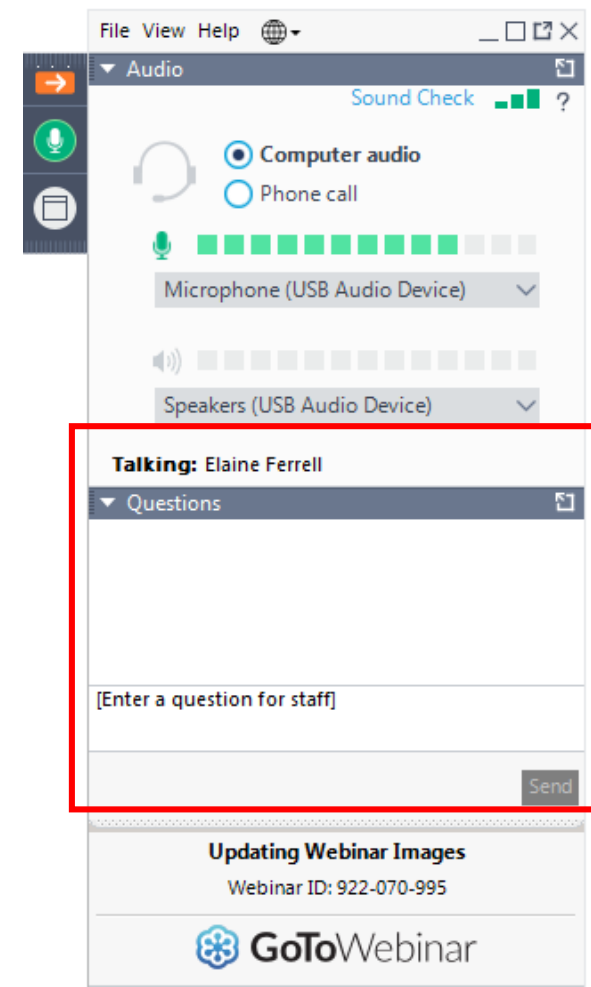 File View Help
Audio
Sound Check ?
Computer audio
Phone call
Microphone (USB Audio Device)
Speakers (USB Audio Device)
Talking: Elaine Ferrell
Questions
[Enter a question for staff]
Send
Updating Webinar Images
Webinar ID: 922-070-995
GoToWebinar